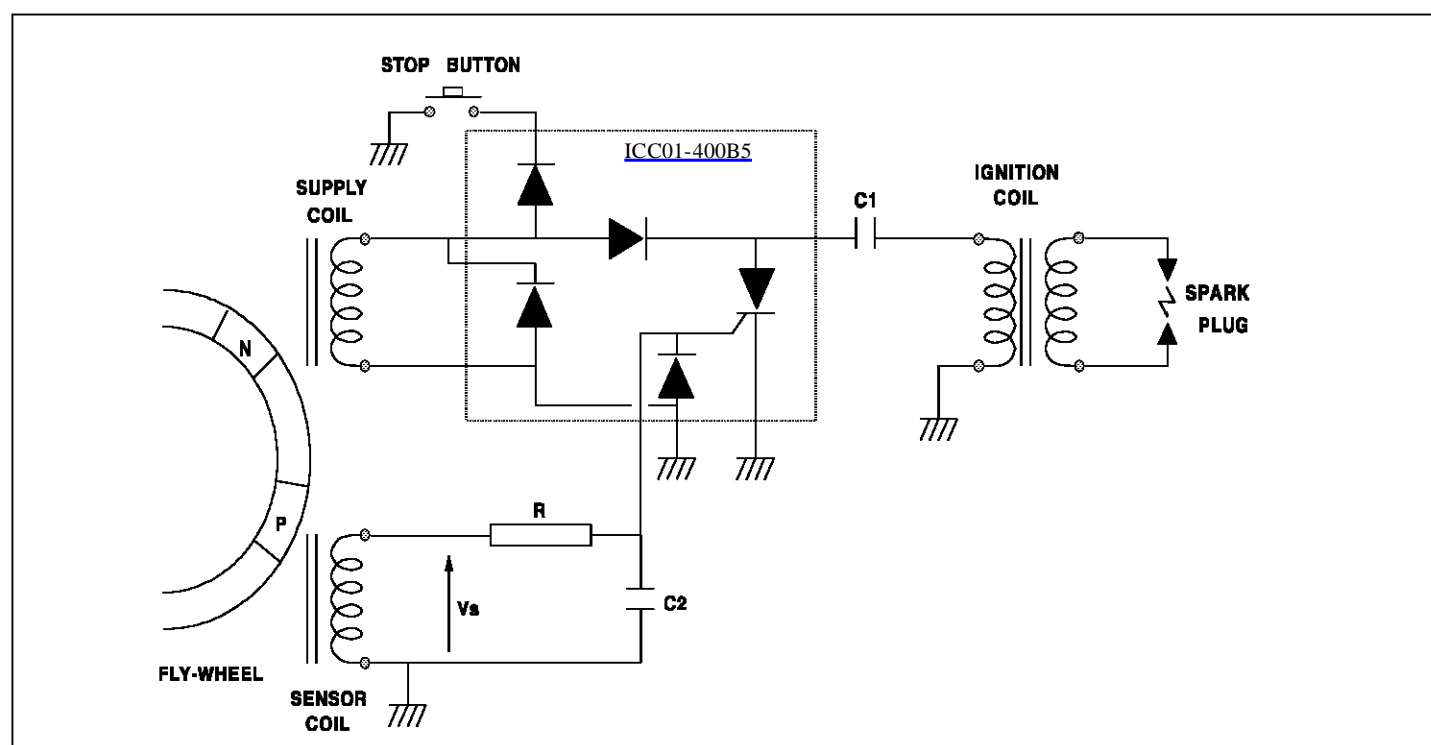 STOP BUTTON
ICC01-400B5
SUPPLY
COIL
C1
IGNITION
COIL
SPARK
PLUG
N
P
R
Vs
C2
FLY-WHEEL
SENSOR
COIL